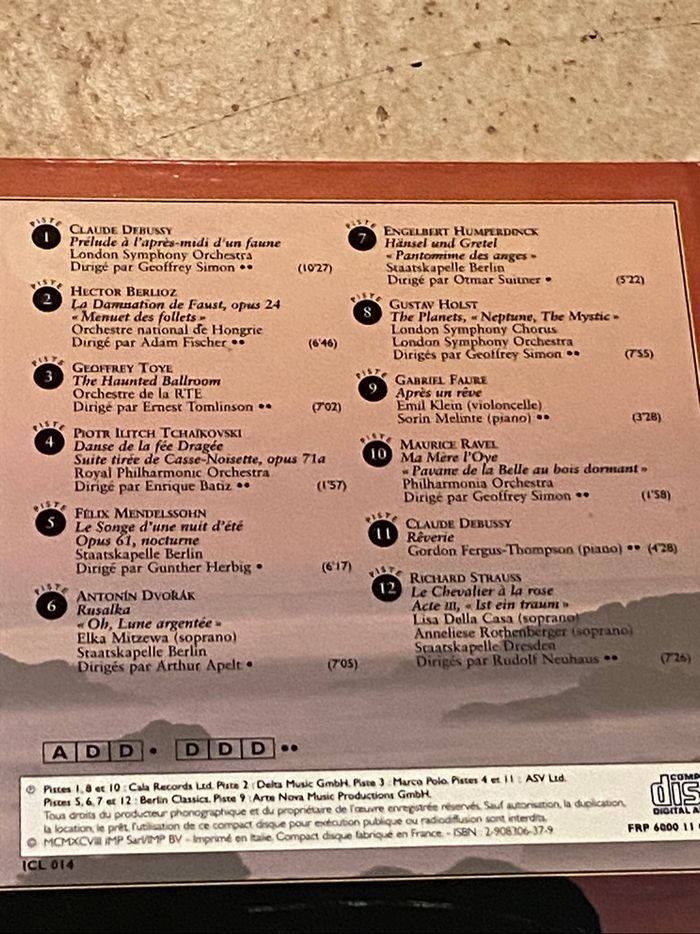 PISTE
1
CLAUDE DEBUSSY
Prélude à l'après-midi d'un faune
London Symphony Orchestra
Dirigé par Geoffrey Simon •• (10'27)
PISTE
2
HECTOR BERLIOZ
La Damnation de Faust, opus 24
« Menuet des follets »
Orchestre national de Hongrie
Dirigé par Adam Fischer •• (6'46)
PISTE
3
GEOFFREY TOYE
The Haunted Ballroom
Orchestre de la RTE
Dirigé par Ernest Tomlinson •• (7'02)
PISTE
4
PIOTR ILITCH TCHAÏKOVSKI
Danse de la fée Dragée
Suite tirée de Casse-Noisette, opus 71a
Royal Philharmonic Orchestra
Dirigé par Enrique Batiz •• (1'57)
PISTE
5
FÉLIX MENDELSSOHN
Le Songe d'une nuit d'été
Opus 61, nocturne
Staatskapelle Berlin
Dirigé par Gunther Herbig • (6'17)
PISTE
6
ANTONÍN DVOŘÁK
Rusalka
« Oh, Lune argentée »
Elka Mitzewa (soprano)
Staatskapelle Berlin
Dirigés par Arthur Apelt • (7'05)
PISTE
7
ENGELBERT HUMPERDINCK
Hänsel und Gretel
« Pantomime des anges »
Staatskapelle Berlin
Dirigé par Otmar Suitner • (5'22)
PISTE
8
GUSTAV HOLST
The Planets, « Neptune, The Mystic »
London Symphony Chorus
London Symphony Orchestra
Dirigés par Geoffrey Simon •• (7'55)
PISTE
9
GABRIEL FAURE
Après un rêve
Emil Klein (violoncelle)
Sorin Melinte (piano) •• (3'28)
PISTE
10
MAURICE RAVEL
Ma Mère l'Oye
« Pavane de la Belle au bois dormant »
Philharmonia Orchestra
Dirigé par Geoffrey Simon •• (1'58)
PISTE
11
CLAUDE DEBUSSY
Rêverie
Gordon Fergus-Thompson (piano) •• (4'28)
PISTE
12
RICHARD STRAUSS
Le Chevalier à la rose
Acte III, « Ist ein traum »
Lisa Della Casa (soprano)
Anneliese Rothenberger (soprano)
Staatskapelle Dresden
Dirigés par Rudolf Neuhaus •• (7'26)
A D D • D D D ••
℗ Pistes 1, 8 et 10 : Cala Records Ltd. Piste 2 : Delta Music GmbH. Piste 3 : Marco Polo. Pistes 4 et 11 : ASV Ltd.
Pistes 5, 6, 7 et 12 : Berlin Classics. Piste 9 : Arte Nova Music Productions GmbH.
Tous droits du producteur phonographique et du propriétaire de l'œuvre enregistrée réservés. Sauf autorisation, la duplication,
la location, le prêt, l'utilisation de ce compact disque pour exécution publique ou radiodiffusion sont interdits.
© MCMXCVIII IMP Sarl/IMP BV - Imprimé en Italie. Compact disque fabriqué en France. - ISBN : 2-908306-37-9
COMP
dis
DIGITAL A
FRP 6000 11
ICL 014